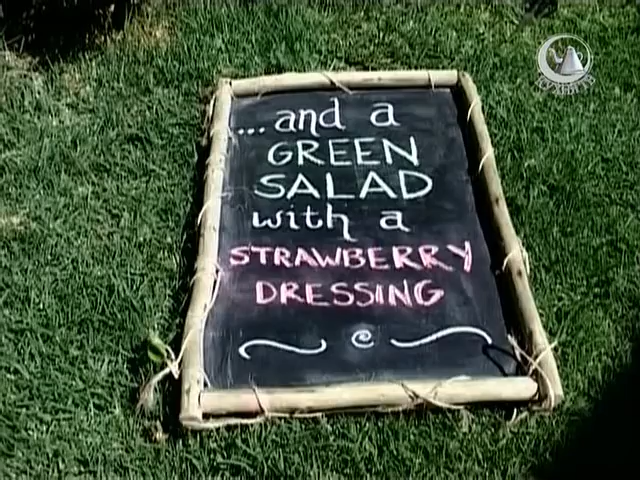 ...and a
GREEN
SALAD
with a
STRAWBERRY
DRESSING